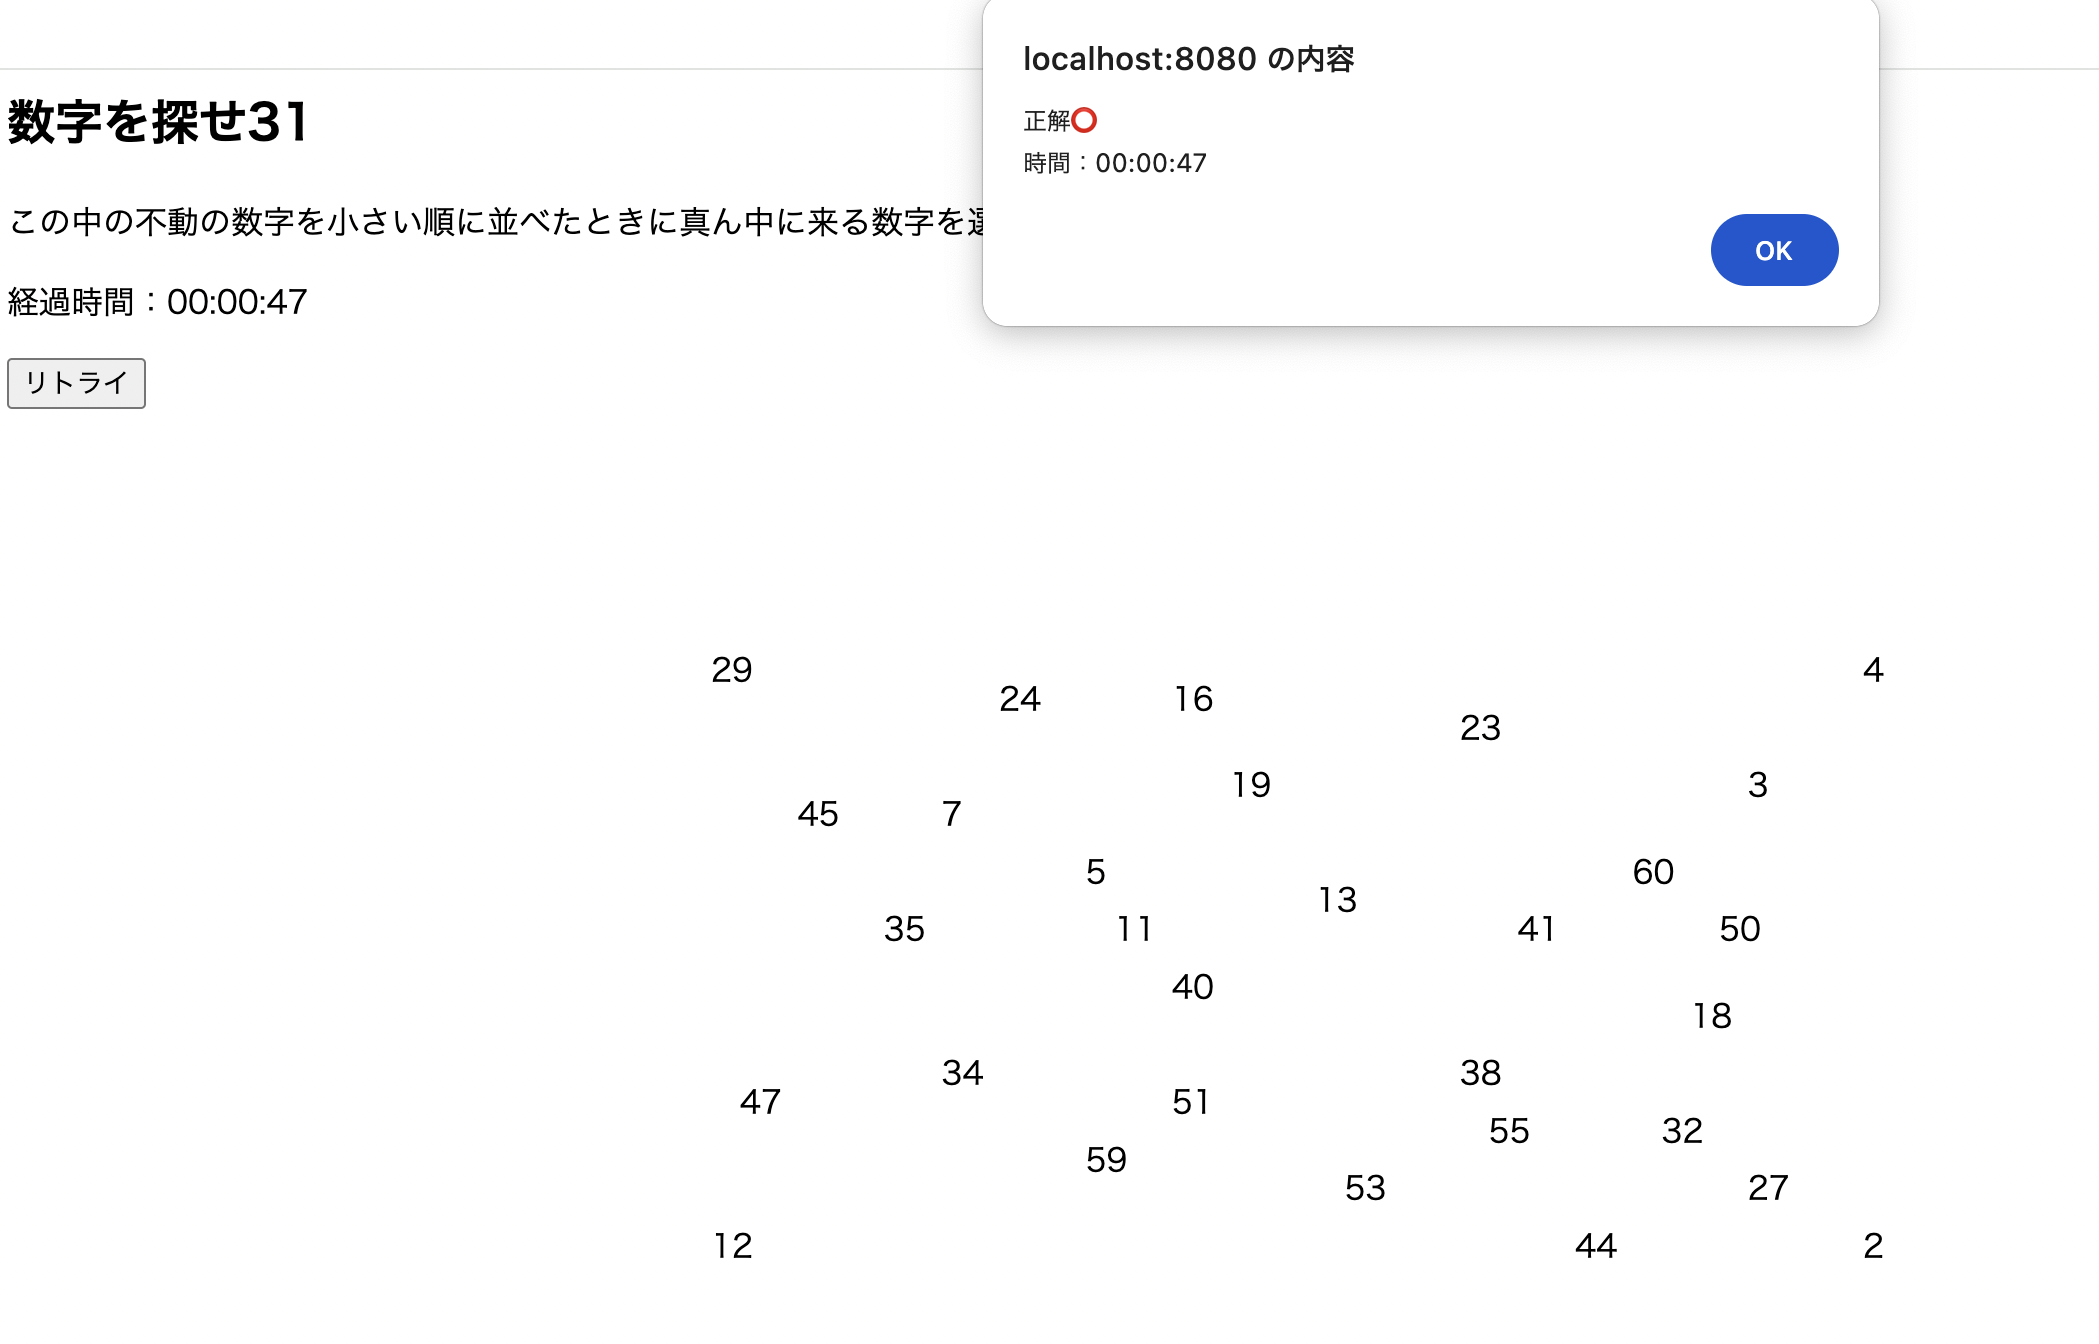 localhost:8080 の内容
正解⭕
時間：00:00:47
OK
数字を探せ31
この中の不動の数字を小さい順に並べたときに真ん中に来る数字を
経過時間：00:00:47
リトライ
29 4
24 16
23
19 3
45 7
5 60
13
35 11 41 50
40
18
34 38
47 51
55 32
59
53 27
12 44 2